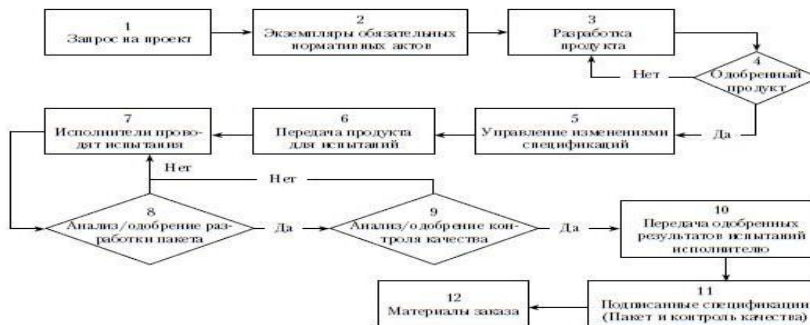 1
Запрос на проект
2
Экземпляры обязательных
нормативных актов
3
Разработка
продукта
4
Одобренный
продукт
Нет
Да
5
Управление изменениями
спецификаций
6
Передача продукта
для испытаний
7
Исполнители прово-
дят испытания
Нет
Нет
8
Анализ/одобрение раз-
работки пакета
Да
9
Анализ/одобрение кон-
троля качества
Да
10
Передача одобренных
результатов испытаний
исполнителю
11
Подписанные спецификации
(Пакет и контроль качества)
12
Материалы заказа